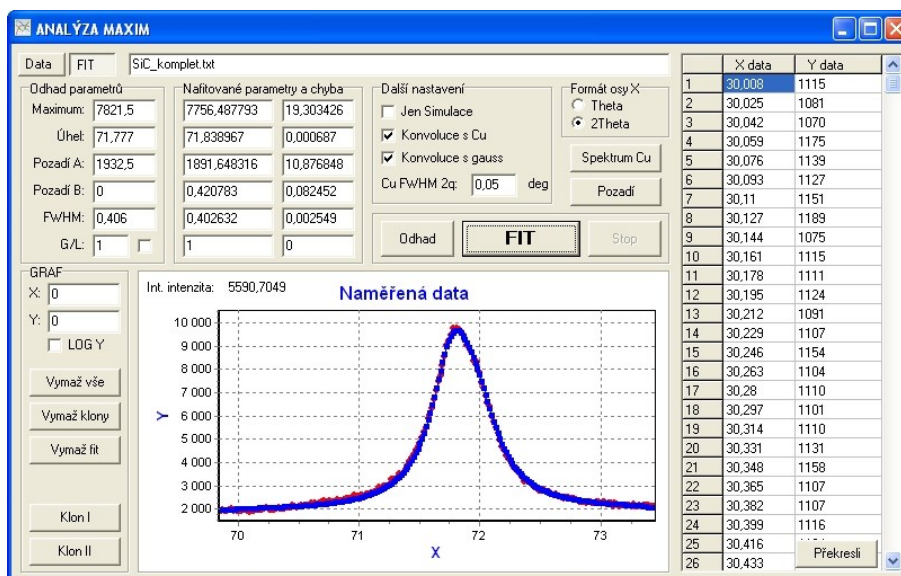 ANALÝZA MAXIM
Data FIT SiC_komplet.txt
Odhad parametrů
Maximum: 7821,5
Úhel: 71,777
Pozadí A: 1932,5
Pozadí B: 0
FWHM: 0,406
G/L: 1
Nafitované parametry a chyba
7756,487793 19,303426
71,838967 0,000687
1891,648316 10,876848
0,420783 0,082452
0,402632 0,002549
1 0
Další nastavení
Jen Simulace
Konvoluce s Cu
Konvoluce s gauss
Cu FWHM 2q: 0,05 deg
Formát osy X
Theta
2Theta
Spektrum Cu
Pozadí
Odhad FIT Stop
GRAF
X: 0
Y: 0
LOG Y
Vymaž vše
Vymaž klony
Vymaž fit
Klon I
Klon II
Int. intenzita: 5590,7049
Naměřená data
Y
10 000
9 000
8 000
7 000
6 000
5 000
4 000
3 000
2 000
70 71 72 73
X
X data Y data
1 30,008 1115
2 30,025 1081
3 30,042 1070
4 30,059 1175
5 30,076 1139
6 30,093 1127
7 30,11 1151
8 30,127 1189
9 30,144 1075
10 30,161 1115
11 30,178 1111
12 30,195 1124
13 30,212 1091
14 30,229 1107
15 30,246 1154
16 30,263 1104
17 30,28 1110
18 30,297 1101
19 30,314 1110
20 30,331 1131
21 30,348 1158
22 30,365 1107
23 30,382 1107
24 30,399 1116
25 30,416
26 30,433
Překresli